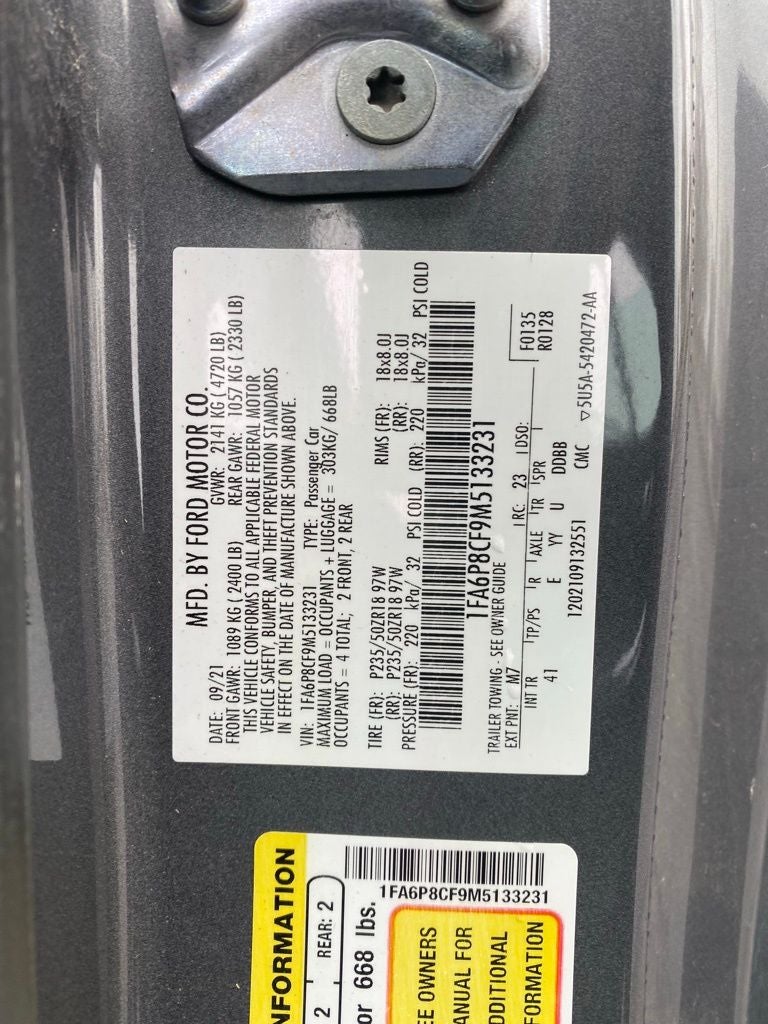 MFD. BY FORD MOTOR CO.
DATE: 09/21 GVWR: 2141 KG ( 4720 LB)
FRONT GAWR: 1089 KG ( 2400 LB) REAR GAWR: 1057 KG ( 2330 LB)
THIS VEHICLE CONFORMS TO ALL APPLICABLE FEDERAL MOTOR
VEHICLE SAFETY, BUMPER, AND THEFT PREVENTION STANDARDS
IN EFFECT ON THE DATE OF MANUFACTURE SHOWN ABOVE.
VIN: 1FA6P8CF9M5133231 TYPE: Passenger Car
MAXIMUM LOAD = OCCUPANTS + LUGGAGE = 303KG/ 668LB
OCCUPANTS = 4 TOTAL; 2 FRONT, 2 REAR
TIRE (FR): P235/50ZR18 97W RIMS (FR): 18x8.0J
(RR): P235/50ZR18 97W (RR): 18x8.0J
PRESSURE (FR): 220 kPa/ 32 PSI COLD (RR): 220 kPa/ 32 PSI COLD
1FA6P8CF9M5133231
TRAILER TOWING - SEE OWNER GUIDE
EXT PNT: M7 RC: 23 DSO: F0135
R0128
INT TR TP/PS R AXLE TR SPR
41 E YY U DDBB
1202109132551 CMC ▽5U5A-5420472-AA
NFORMATION
2 REAR: 2
or 668 lbs.
1FA6P8CF9M5133231
EE OWNERS
ANUAL FOR
DDITIONAL
FORMATION